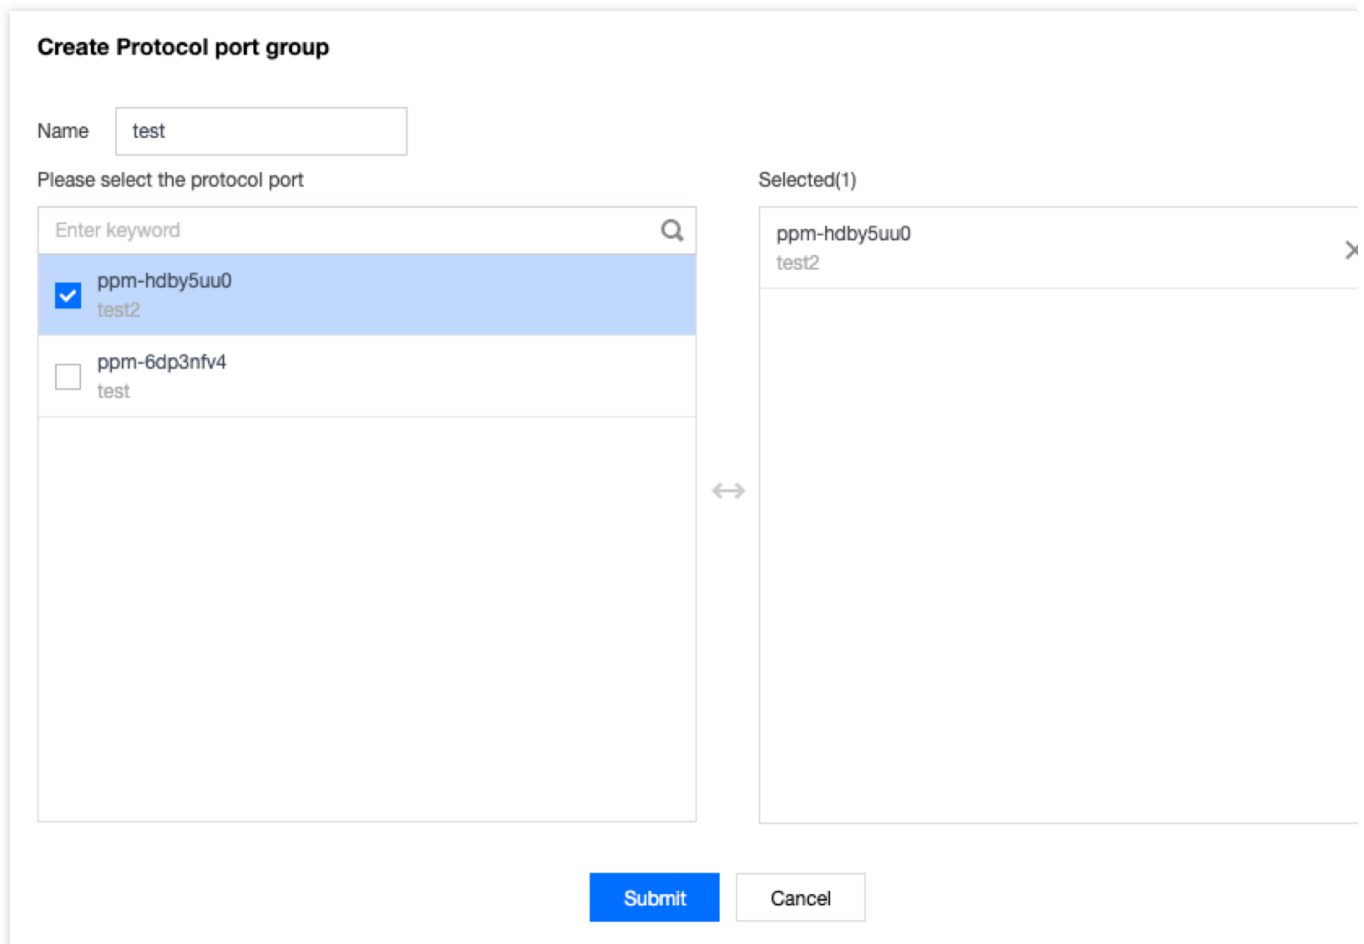 Create Protocol port group
Name
test
Please select the protocol port
Selected(1)
Enter keyword
ppm-hdby5uu0
test2
ppm-6dp3nfv4
test
ppm-hdby5uu0
test2
Submit
Cancel